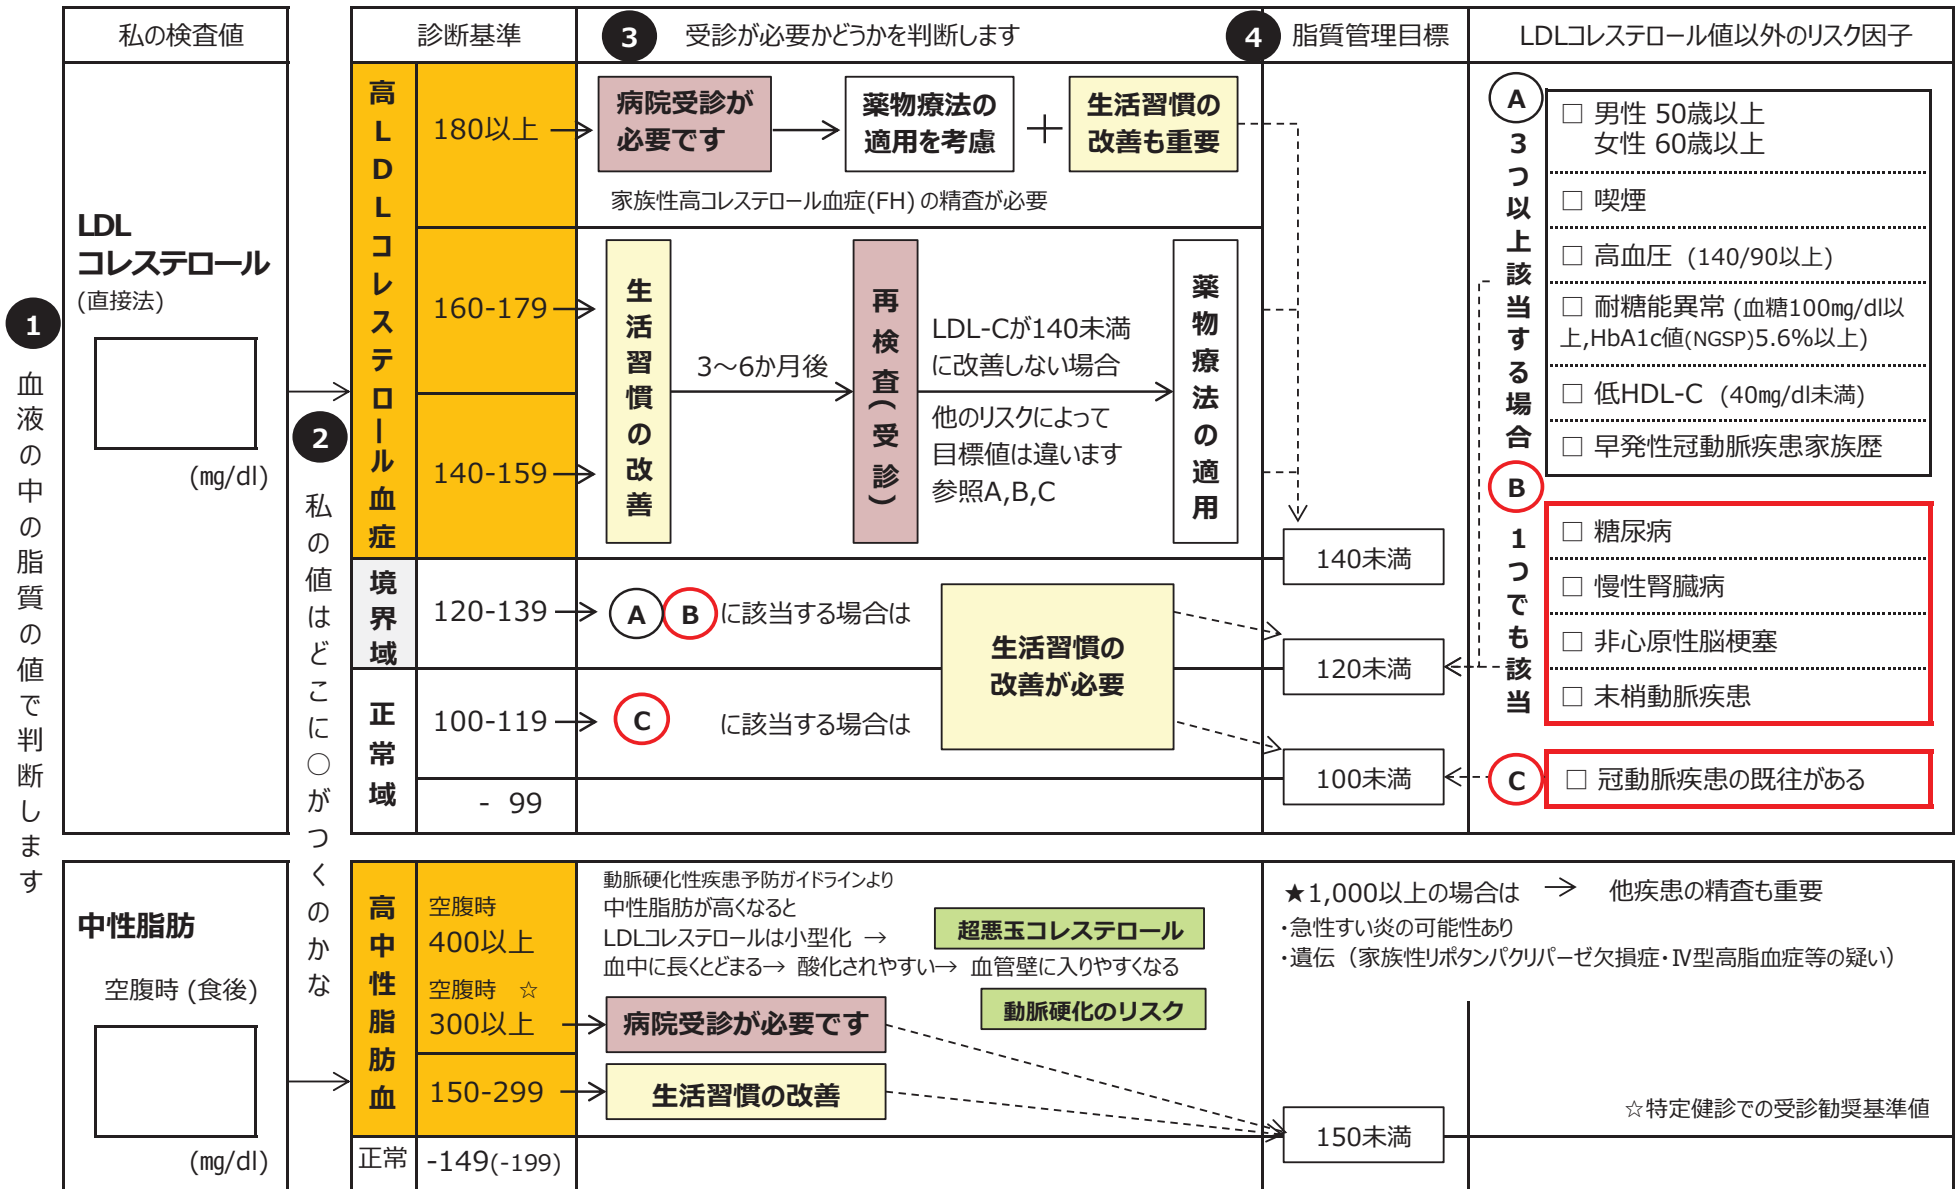 私の検査値
診断基準
3 受診が必要かどうかを判断します
4 脂質管理目標
LDLコレステロール値以外のリスク因子
1 血液の中の脂質の値で判断します
LDL
コレステロール
(直接法)
(mg/dl)
2 私の値はどこに○がつくのかな
高LDLコレステロール血症
180以上
病院受診が
必要です
薬物療法の
適用を考慮
＋
生活習慣の
改善も重要
家族性高コレステロール血症(FH) の精査が必要
160-179
140-159
生活習慣の改善
3～6か月後
再検査(受診)
LDL-Cが140未満
に改善しない場合
他のリスクによって
目標値は違います
参照A,B,C
薬物療法の適用
140未満
境界域
120-139
A B に該当する場合は
生活習慣の
改善が必要
120未満
正常域
100-119
C に該当する場合は
100未満
- 99
A 3つ以上該当する場合
□ 男性 50歳以上
女性 60歳以上
□ 喫煙
□ 高血圧 (140/90以上)
□ 耐糖能異常 (血糖100mg/dl以
上,HbA1c値(NGSP)5.6%以上)
□ 低HDL-C (40mg/dl未満)
□ 早発性冠動脈疾患家族歴
B 1つでも該当
□ 糖尿病
□ 慢性腎臓病
□ 非心原性脳梗塞
□ 末梢動脈疾患
C □ 冠動脈疾患の既往がある
中性脂肪
空腹時 (食後)
(mg/dl)
高中性脂肪血
空腹時
400以上
空腹時 ☆
300以上
150-299
正常
-149(-199)
動脈硬化性疾患予防ガイドラインより
中性脂肪が高くなると
LDLコレステロールは小型化 → 超悪玉コレステロール
血中に長くとどまる→ 酸化されやすい→ 血管壁に入りやすくなる
動脈硬化のリスク
病院受診が必要です
生活習慣の改善
150未満
★1,000以上の場合は → 他疾患の精査も重要
・急性すい炎の可能性あり
・遺伝（家族性リポタンパクリパーゼ欠損症・Ⅳ型高脂血症等の疑い）
☆特定健診での受診勧奨基準値